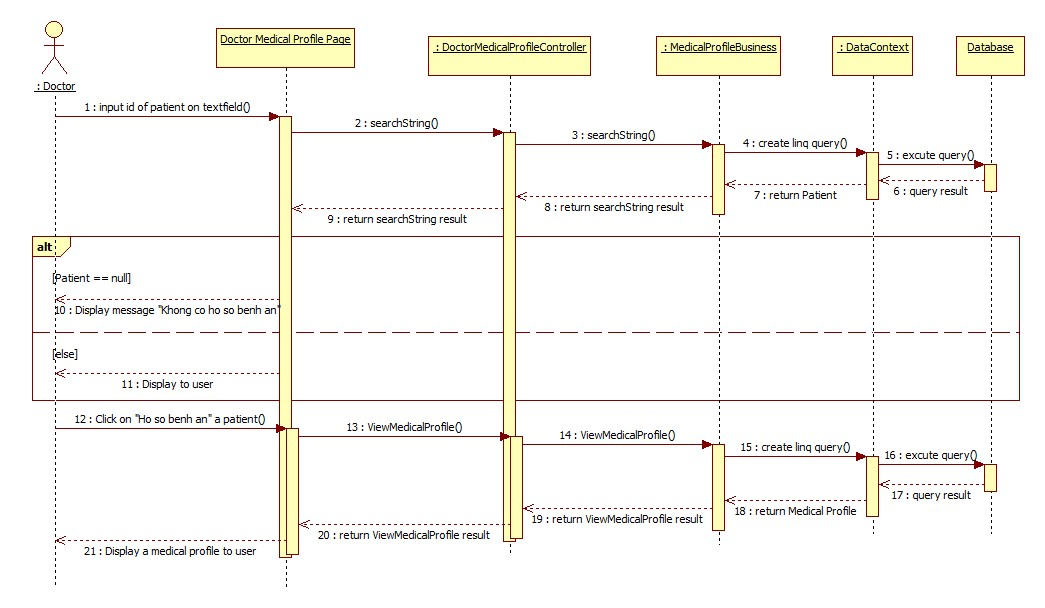 Doctor Medical Profile Page
: DoctorMedicalProfileController
: MedicalProfileBusiness
: DataContext
Database
: Doctor
1 : input id of patient on textfield()
2 : searchString()
3 : searchString()
4 : create linq query()
5 : excute query()
6 : query result
7 : return Patient
8 : return searchString result
9 : return searchString result
alt
[Patient == null]
10 : Display message "Khong co ho so benh an"
[else]
11 : Display to user
12 : Click on "Ho so benh an" a patient()
13 : ViewMedicalProfile()
14 : ViewMedicalProfile()
15 : create linq query()
16 : excute query()
17 : query result
18 : return Medical Profile
19 : return ViewMedicalProfile result
20 : return ViewMedicalProfile result
21 : Display a medical profile to user